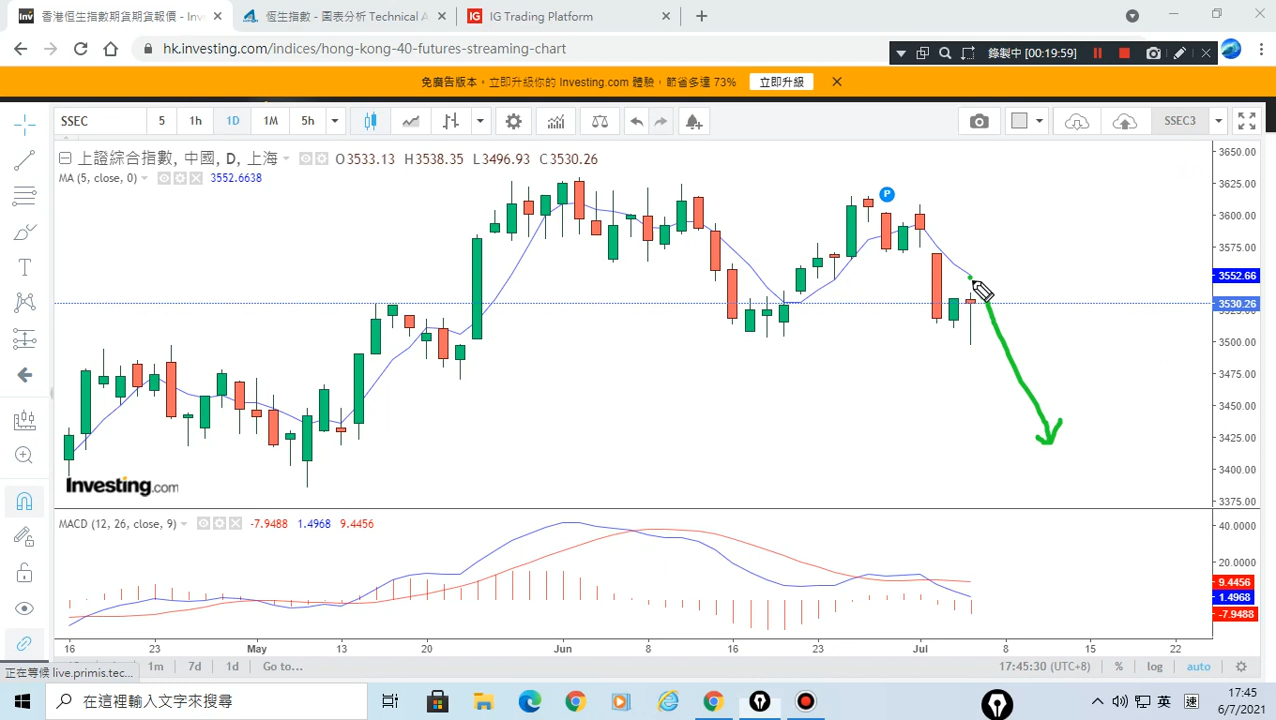 香港恒生指數期貨期貨報價 - Inve
恆生指數 - 圖表分析 Technical A
IG Trading Platform
hk.investing.com/indices/hong-kong-40-futures-streaming-chart
錄製中 [00:19:59]
免廣告版本。立即升級你的 Investing.com 體驗，節省多達 73%
立即升級
SSEC
5
1h
1D
1M
5h
SSEC3
上證綜合指數, 中國, D, 上海
O3533.13 H3538.35 L3496.93 C3530.26
MA (5, close, 0)
3552.6638
P
3650.00
3625.00
3600.00
3575.00
3552.66
3530.26
3525.00
3500.00
3475.00
3450.00
3425.00
3400.00
3375.00
Investing.com
MACD (12, 26, close, 9)
-7.9488 1.4968 9.4456
40.0000
20.0000
9.4456
1.4968
-7.9488
16 23 May 13 20 Jun 8 16 23 Jul 8 15 22
1m 7d 1d Go to...
17:45:30 (UTC+8) % log auto
正在等候 live.primis.tec...
在這裡輸入文字來搜尋
英
速
17:45
6/7/2021